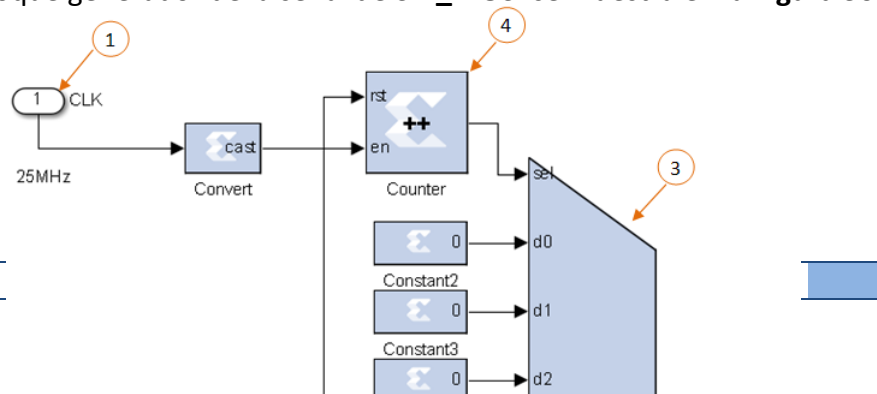 4
1
1
CLK
rst
++
cast
en
25MHz
Convert
Counter
3
sel
0
d0
Constant2
0
d1
Constant3
0
d2